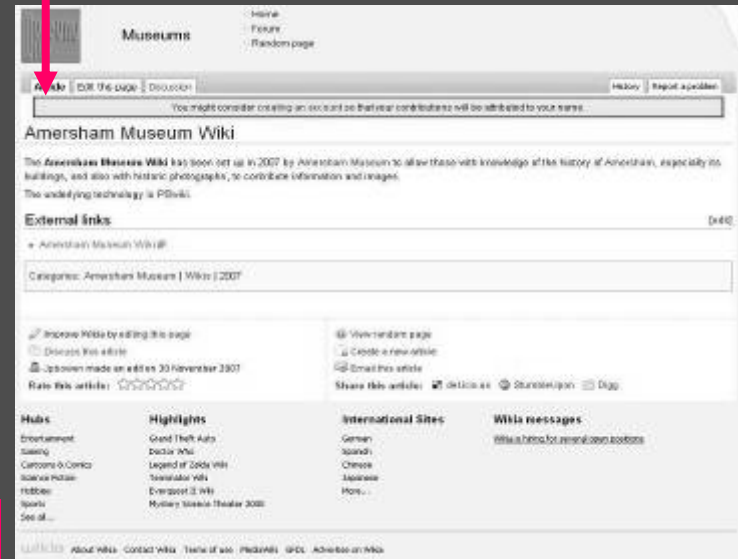 Museums
Home
Forum
Random page
Article Edit this page Discussion History Report a problem
You might consider creating an account so that your contributions will be attributed to your name.
Amersham Museum Wiki
The Amersham Museum Wiki has been set up in 2007 by Amersham Museum to allow those with knowledge of the history of Amersham, especially its
buildings, and also with historic photographs, to contribute information and images.
The underlying technology is PBwiki.
External links [edit]
Amersham Museum Wiki
Categories: Amersham Museum | Wikis | 2007
Improve Wikia by editing this page View random page
Discuss this article Create a new article
Jpbowen made an edit on 30 November 2007 Email this article
Rate this article: Share this article: del.icio.us StumbleUpon Digg
Hubs Highlights International Sites Wikia messages
Entertainment Grand Theft Auto German Wikia is hiring for several open positions
Gaming Doctor Who Spanish
Cartoons & Comics Legend of Zelda Wiki Chinese
Science Fiction Terminator Wiki Japanese
Hobbies Everquest II Wiki More...
Sports Mystery Science Theater 3000
See all...
wikia About Wikia Contact Wikia Terms of use MediaWiki GFDL Advertise on Wikia